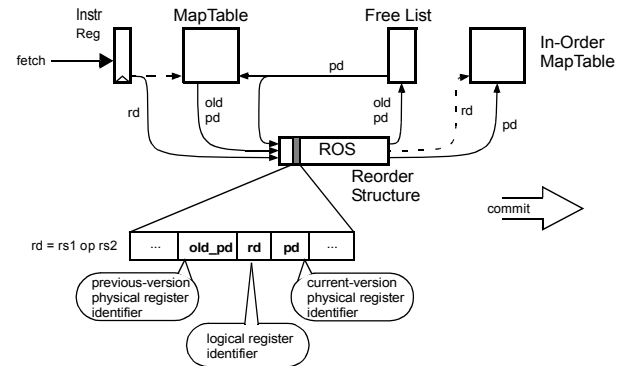 Instr
Reg
MapTable
Free List
In-Order
MapTable
fetch
pd
rd
old
pd
old
pd
rd
pd
ROS
Reorder
Structure
commit
rd = rs1 op rs2
...
old_pd
rd
pd
...
previous-version
physical register
identifier
current-version
physical register
identifier
logical register
identifier